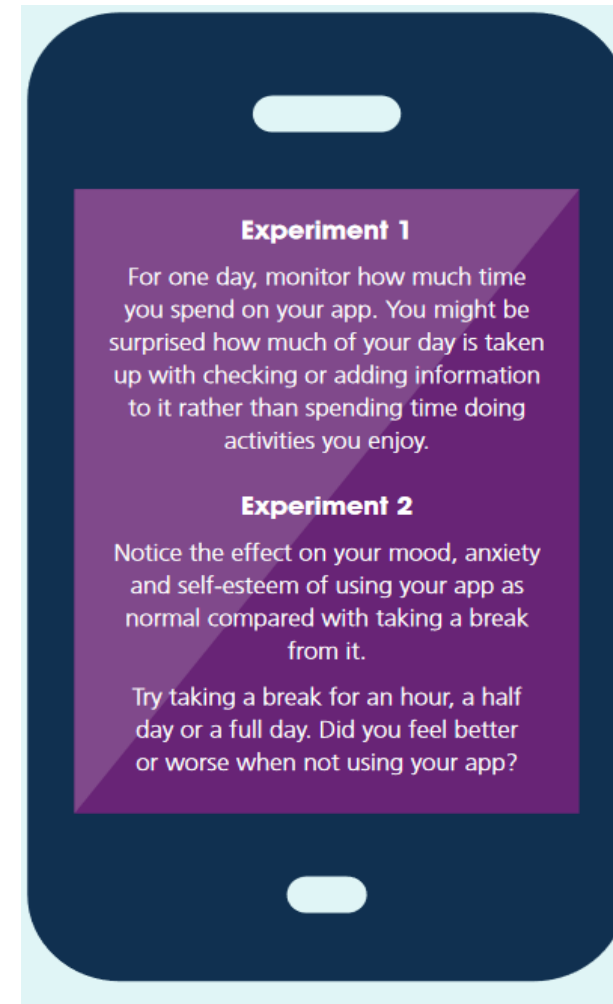 Experiment 1
For one day, monitor how much time
you spend on your app. You might be
surprised how much of your day is taken
up with checking or adding information
to it rather than spending time doing
activities you enjoy.
Experiment 2
Notice the effect on your mood, anxiety
and self-esteem of using your app as
normal compared with taking a break
from it.
Try taking a break for an hour, a half
day or a full day. Did you feel better
or worse when not using your app?